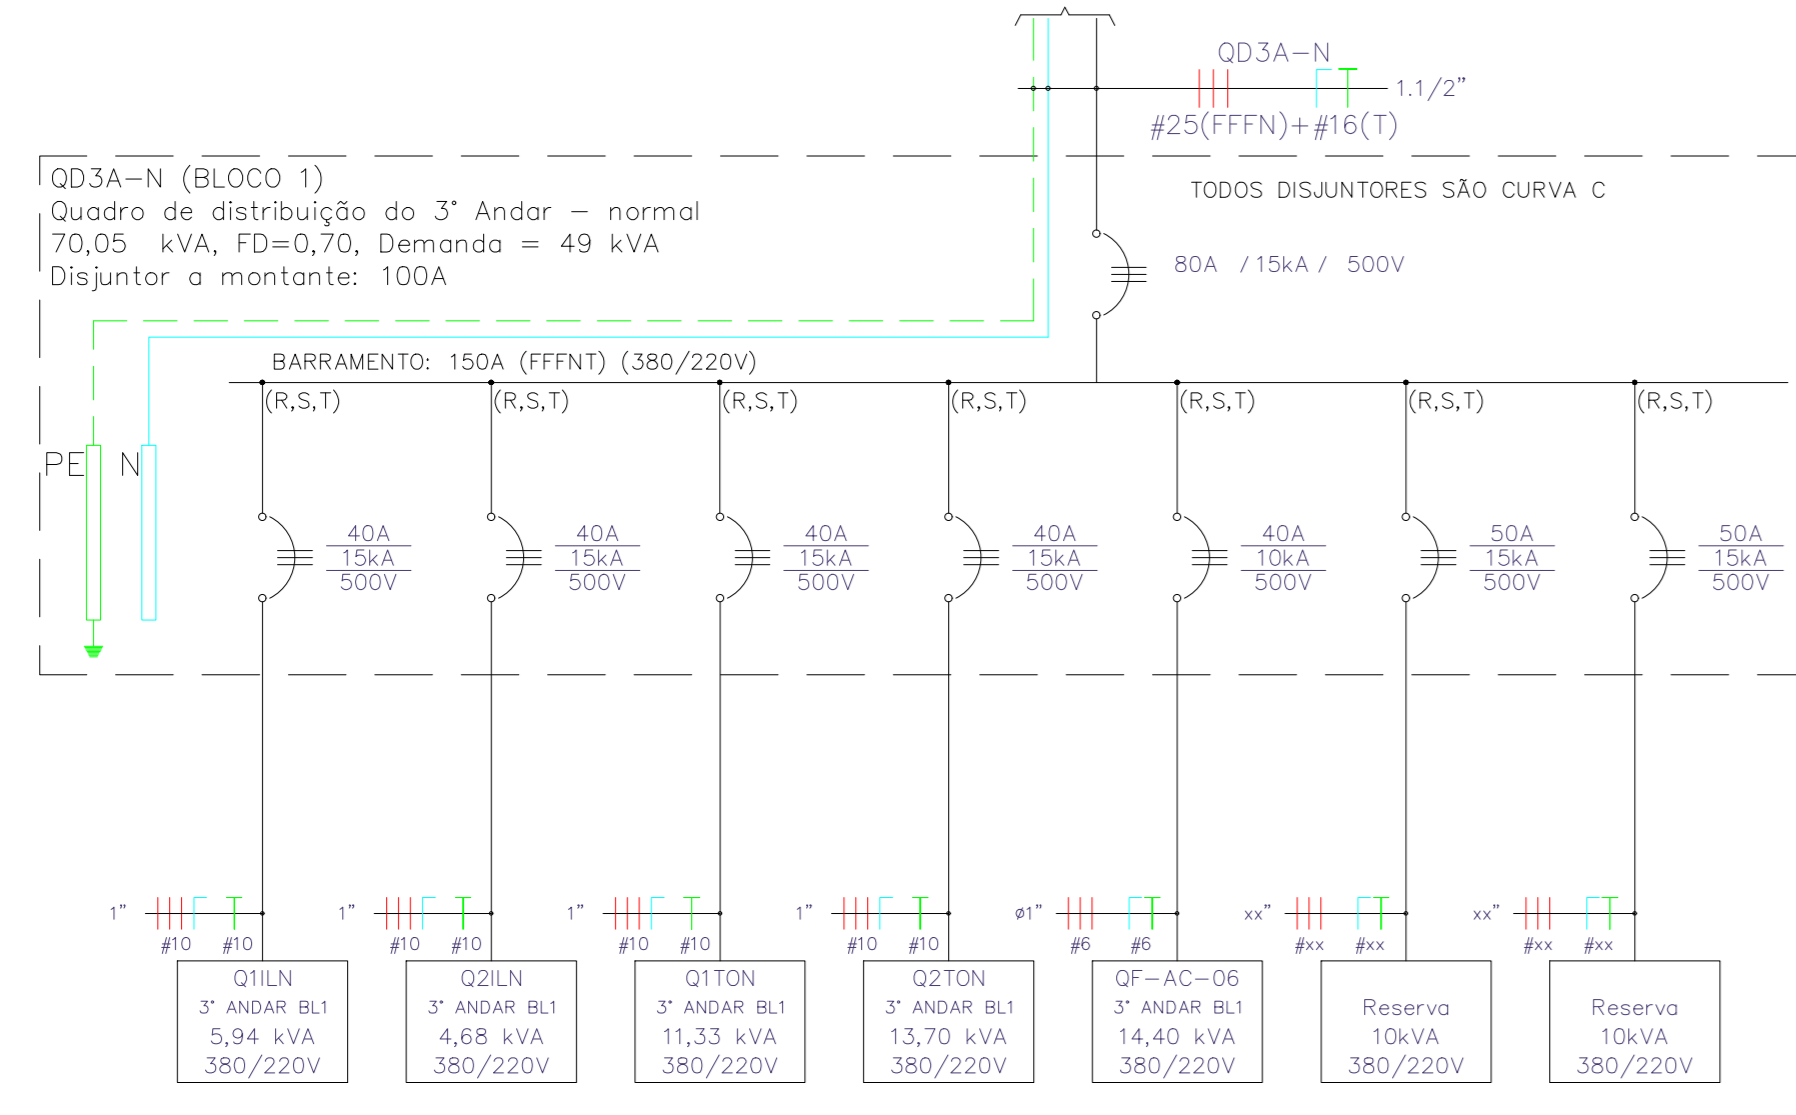 QD3A-N
1.1/2"
#25(FFFN)+#16(T)
QD3A-N (BLOCO 1)
Quadro de distribuição do 3° Andar - normal
70,05 kVA, FD=0,70, Demanda = 49 kVA
Disjuntor a montante: 100A
TODOS DISJUNTORES SÃO CURVA C
80A /15kA/ 500V
BARRAMENTO: 150A (FFFNT) (380/220V)
(R,S,T) (R,S,T) (R,S,T) (R,S,T) (R,S,T) (R,S,T) (R,S,T)
PE N
40A 40A 40A 40A 40A 50A 50A
15kA 15kA 15kA 15kA 10kA 15kA 15kA
500V 500V 500V 500V 500V 500V 500V
1" 1" 1" 1" ø1" xx" xx"
#10 #10 #10 #10 #10 #10 #10 #10 #6 #6 #xx #xx #xx #xx
Q1ILN
3° ANDAR BL1
5,94 kVA
380/220V
Q2ILN
3° ANDAR BL1
4,68 kVA
380/220V
Q1TON
3° ANDAR BL1
11,33 kVA
380/220V
Q2TON
3° ANDAR BL1
13,70 kVA
380/220V
QF-AC-06
3° ANDAR BL1
14,40 kVA
380/220V
Reserva
10kVA
380/220V
Reserva
10kVA
380/220V